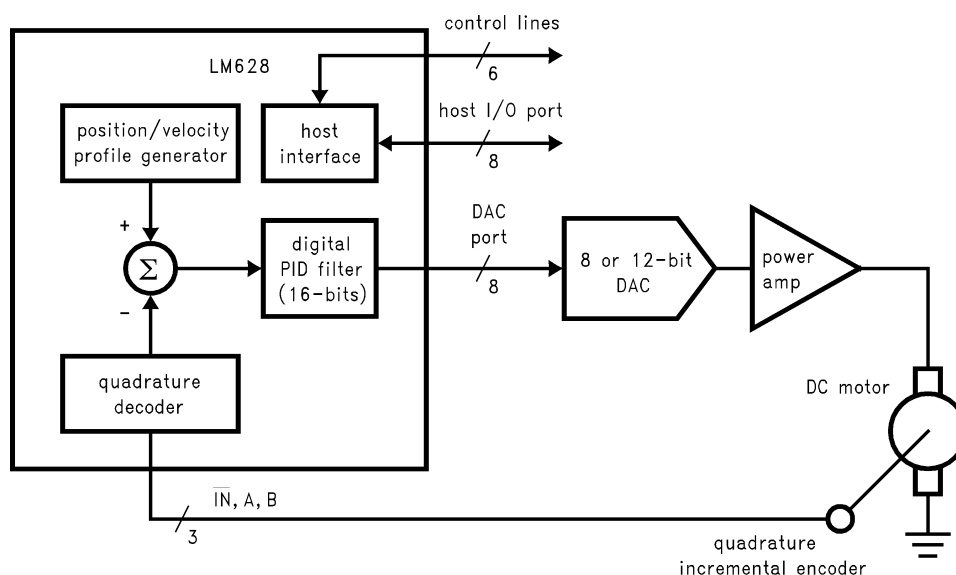 control lines
6
LM628
host I/O port
8
position/velocity
profile generator
host
interface
+
Σ
-
digital
PID filter
(16-bits)
DAC
port
8
8 or 12-bit
DAC
power
amp
quadrature
decoder
DC motor
I̅N̅, A, B
3
quadrature
incremental encoder